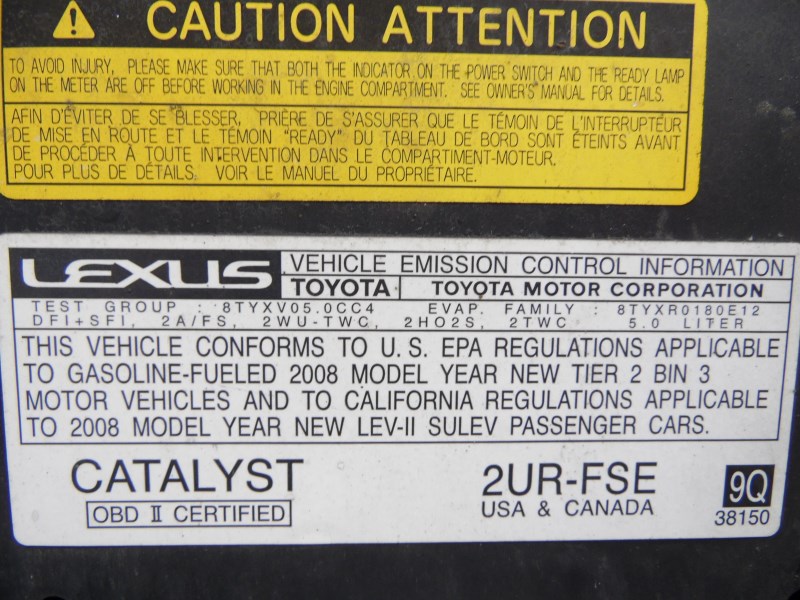 CAUTION ATTENTION
TO AVOID INJURY, PLEASE MAKE SURE THAT BOTH THE INDICATOR ON THE POWER SWITCH AND THE READY LAMP
ON THE METER ARE OFF BEFORE WORKING IN THE ENGINE COMPARTMENT. SEE OWNER'S MANUAL FOR DETAILS.
AFIN D'ÉVITER DE SE BLESSER, PRIÈRE DE S'ASSURER QUE LE TÉMOIN DE L'INTERRUPTEUR
DE MISE EN ROUTE ET LE TÉMOIN "READY" DU TABLEAU DE BORD SONT ÉTEINTS AVANT
DE PROCÉDER À TOUTE INTERVENTION DANS LE COMPARTIMENT-MOTEUR.
POUR PLUS DE DÉTAILS. VOIR LE MANUEL DU PROPRIÉTAIRE.
LEXUS VEHICLE EMISSION CONTROL INFORMATION
TOYOTA TOYOTA MOTOR CORPORATION
TEST GROUP : 8TYXV05.0CC4 EVAP. FAMILY : 8TYXR0180E12
DFI+SFI, 2A/FS, 2WU-TWC, 2HO2S, 2TWC 5.0 LITER
THIS VEHICLE CONFORMS TO U.S. EPA REGULATIONS APPLICABLE
TO GASOLINE-FUELED 2008 MODEL YEAR NEW TIER 2 BIN 3
MOTOR VEHICLES AND TO CALIFORNIA REGULATIONS APPLICABLE
TO 2008 MODEL YEAR NEW LEV-II SULEV PASSENGER CARS.
CATALYST 2UR-FSE 9Q
OBD II CERTIFIED USA & CANADA 38150